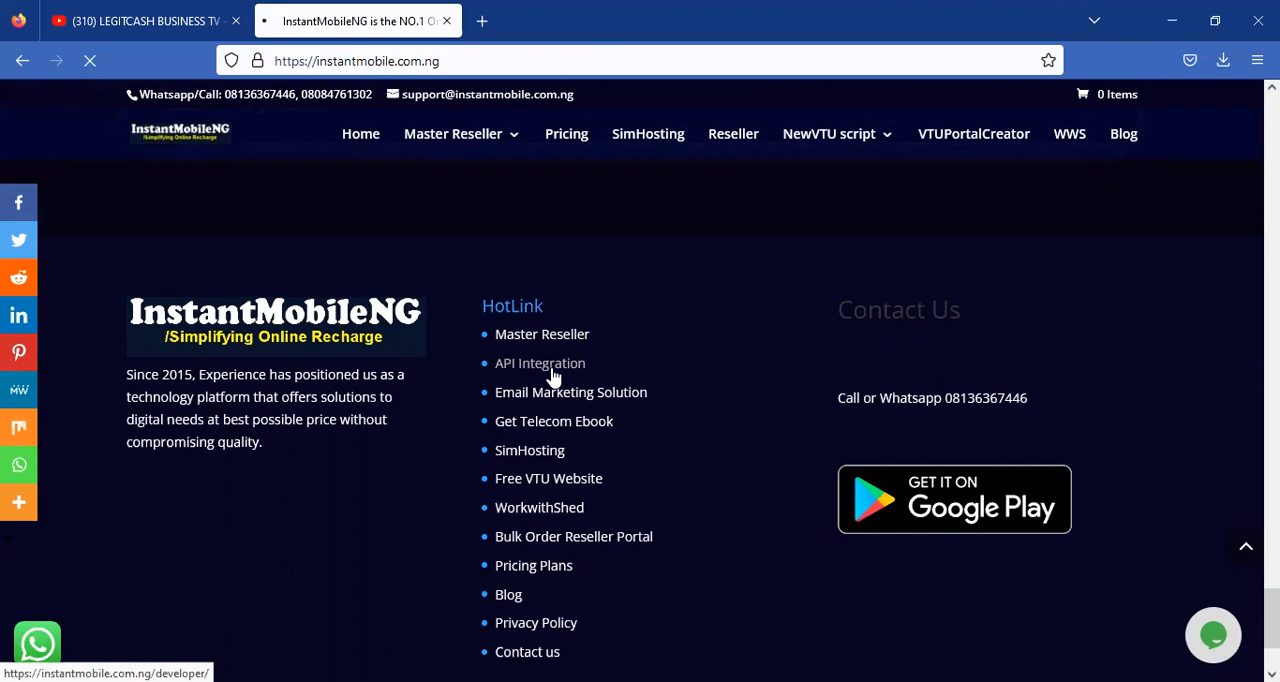 (310) LEGITCASH BUSINESS TV -
InstantMobileNG is the NO.1 On
https://instantmobile.com.ng
Whatsapp/Call: 08136367446, 08084761302
support@instantmobile.com.ng
0 Items
InstantMobileNG
/Simplifying Online Recharge
Home
Master Reseller
Pricing
SimHosting
Reseller
NewVTU script
VTUPortalCreator
WWS
Blog
InstantMobileNG
/Simplifying Online Recharge
Since 2015, Experience has positioned us as a
technology platform that offers solutions to
digital needs at best possible price without
compromising quality.
HotLink
Master Reseller
API Integration
Email Marketing Solution
Get Telecom Ebook
SimHosting
Free VTU Website
WorkwithShed
Bulk Order Reseller Portal
Pricing Plans
Blog
Privacy Policy
Contact us
Contact Us
Call or Whatsapp 08136367446
GET IT ON
Google Play
MW
https://instantmobile.com.ng/developer/